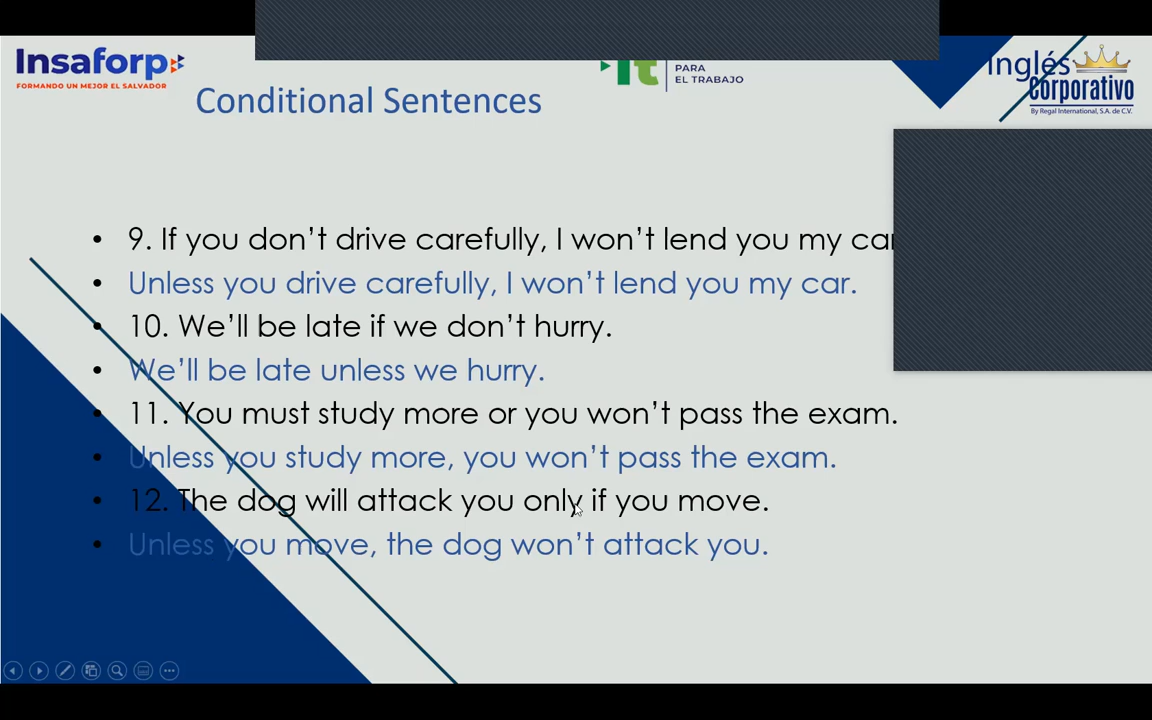 Insaforp
FORMANDO UN MEJOR EL SALVADOR
PARA
EL TRABAJO
Inglés
Corporativo
By Regal International, S.A. de C.V.
Conditional Sentences
• 9. If you don’t drive carefully, I won’t lend you my car
• Unless you drive carefully, I won’t lend you my car.
• 10. We’ll be late if we don’t hurry.
• We’ll be late unless we hurry.
• 11. You must study more or you won’t pass the exam.
• Unless you study more, you won’t pass the exam.
• 12. The dog will attack you only if you move.
• Unless you move, the dog won’t attack you.